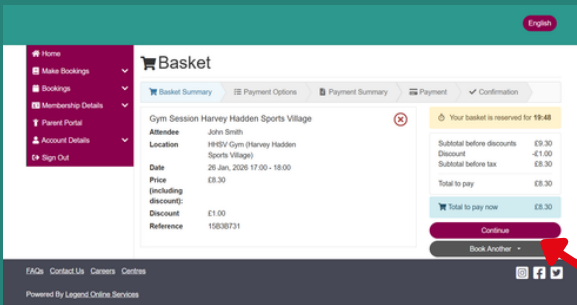 English
Home
Make Bookings
Bookings
Membership Details
Parent Portal
Account Details
Sign Out
Basket
Basket Summary
Payment Options
Payment Summary
Payment
Confirmation
Gym Session Harvey Hadden Sports Village
Attendee John Smith
Location HHSV Gym (Harvey Hadden
Sports Village)
Date 26 Jan, 2026 17:00 - 18:00
Price £8.30
(including
discount):
Discount £1.00
Reference 15B3B731
Your basket is reserved for 19:48
Subtotal before discounts £9.30
Discount -£1.00
Subtotal before tax £8.30
Total to pay £8.30
Total to pay now £8.30
Continue
Book Another
FAQs Contact Us Careers Centres
Powered By Legend Online Services